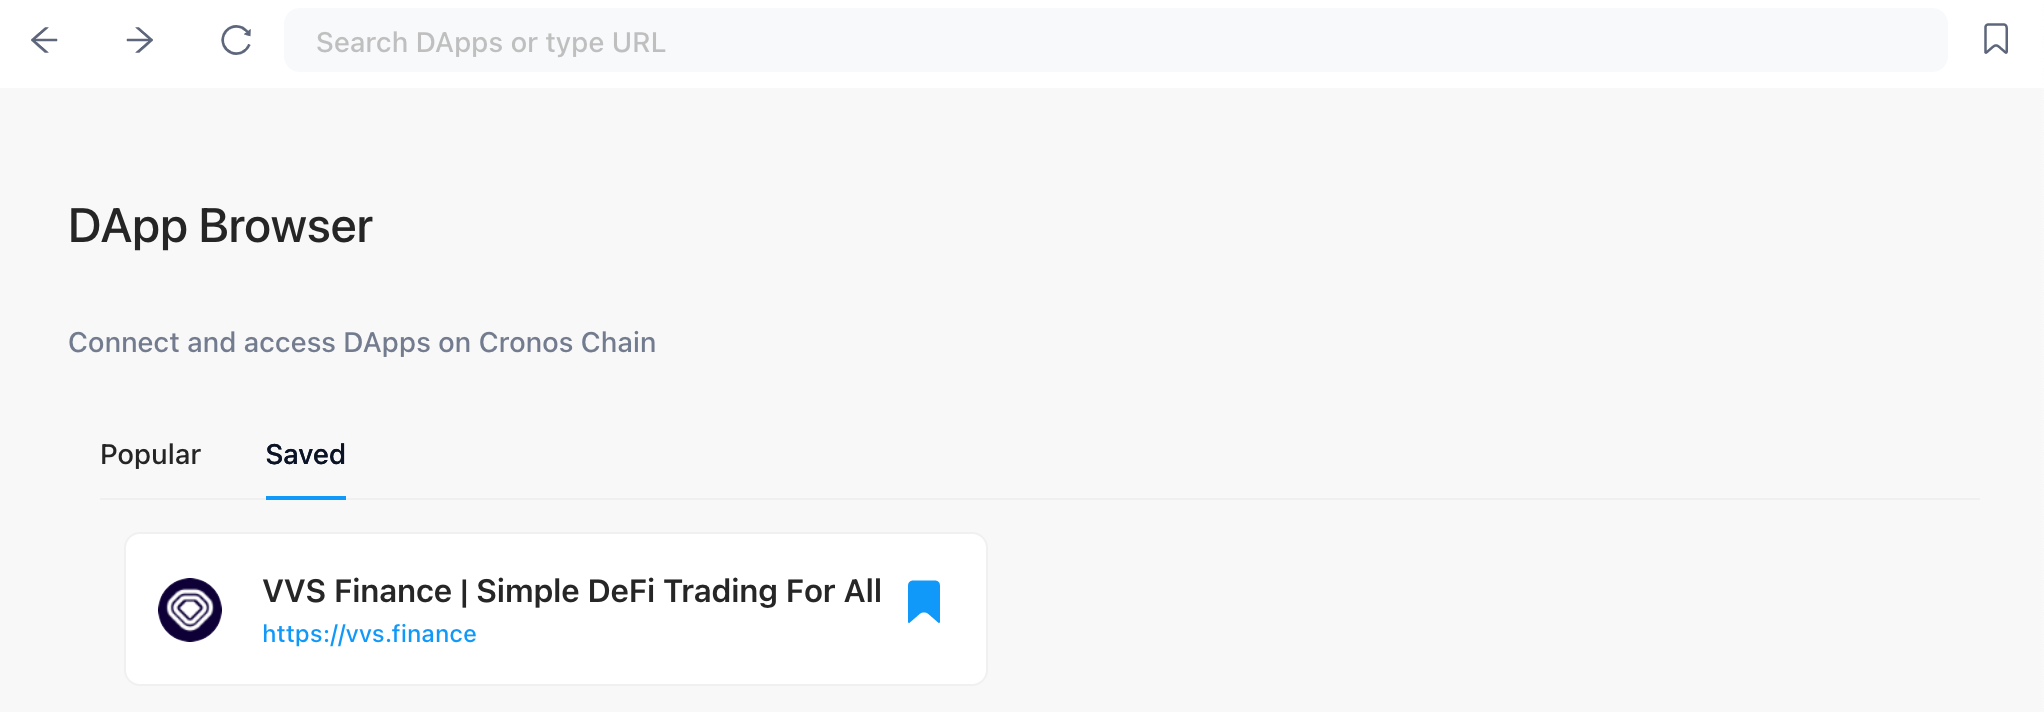 Search DApps or type URL
DApp Browser
Connect and access DApps on Cronos Chain
Popular
Saved
VVS Finance | Simple DeFi Trading For All
https://vvs.finance